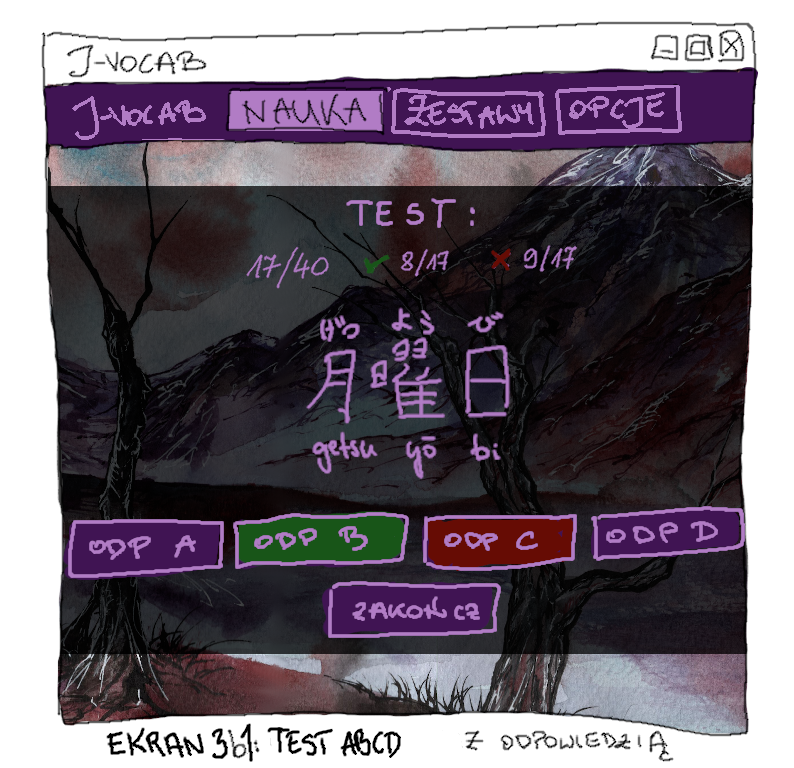 J-VOCAB
J-VOCAB NAUKA ZESTAWY OPCJE
TEST:
17/40 ✓ 8/17 ✗ 9/17
げつ よう び
月曜日
getsu yō bi
ODP A ODP B ODP C ODP D
ZAKOŃCZ
EKRAN 3b1: TEST ABCD Z ODPOWIEDZIĄ